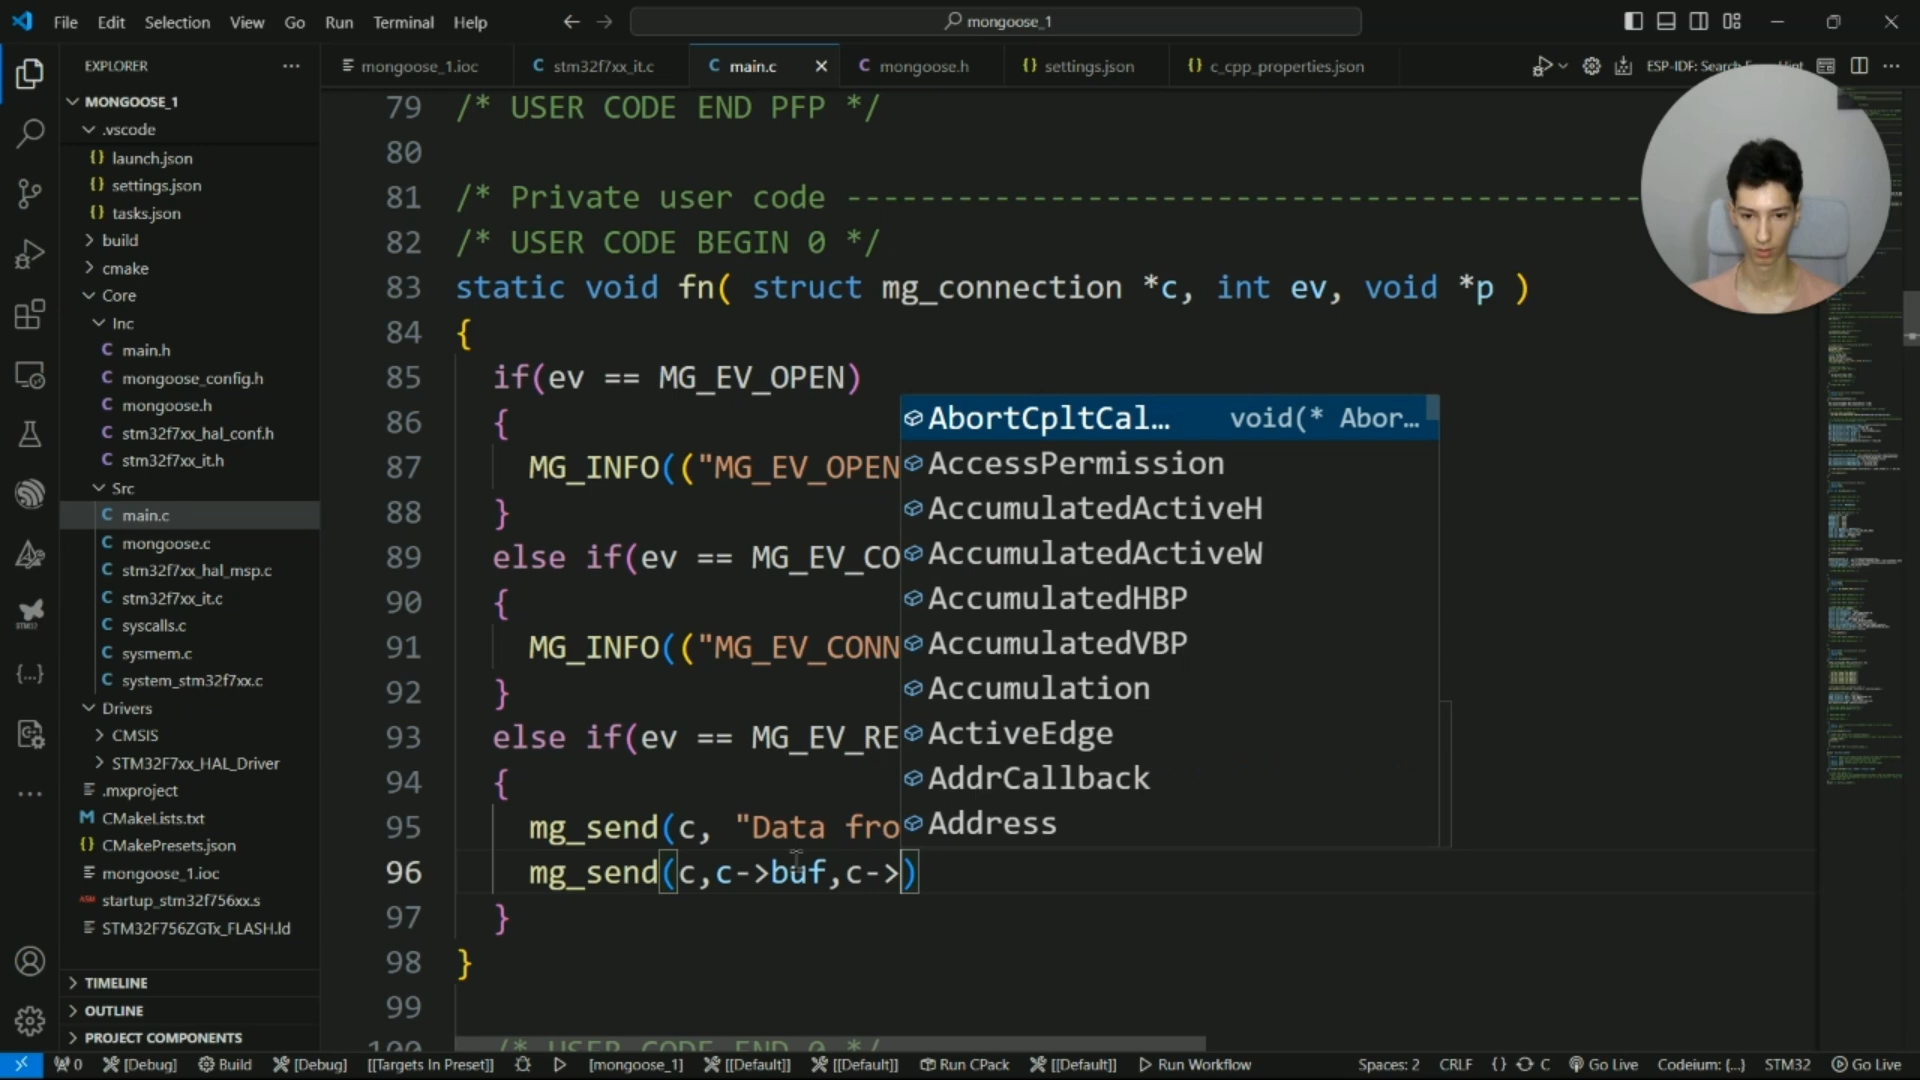 File Edit Selection View Go Run Terminal Help
mongoose_1
EXPLORER
mongoose_1.ioc
stm32f7xx_it.c
main.c
mongoose.h
settings.json
c_cpp_properties.json
ESP-IDF: Search
MONGOOSE_1
.vscode
launch.json
settings.json
tasks.json
build
cmake
Core
Inc
main.h
mongoose_config.h
mongoose.h
stm32f7xx_hal_conf.h
stm32f7xx_it.h
Src
main.c
mongoose.c
stm32f7xx_hal_msp.c
stm32f7xx_it.c
syscalls.c
sysmem.c
system_stm32f7xx.c
Drivers
CMSIS
STM32F7xx_HAL_Driver
.mxproject
CMakeLists.txt
CMakePresets.json
mongoose_1.ioc
startup_stm32f756xx.s
STM32F756ZGTx_FLASH.ld
TIMELINE
OUTLINE
PROJECT COMPONENTS
79 /* USER CODE END PFP */
80
81 /* Private user code -------------------------------------------
82 /* USER CODE BEGIN 0 */
83 static void fn( struct mg_connection *c, int ev, void *p )
84 {
85 if(ev == MG_EV_OPEN)
86 {
87 MG_INFO(("MG_EV_OPEN
88 }
89 else if(ev == MG_EV_CO
90 {
91 MG_INFO(("MG_EV_CONN
92 }
93 else if(ev == MG_EV_RE
94 {
95 mg_send(c, "Data fro
96 mg_send(c,c->buf,c->)
97 }
98 }
99
100 /* USER CODE END 0 */
AbortCpltCal… void(* Abor…
AccessPermission
AccumulatedActiveH
AccumulatedActiveW
AccumulatedHBP
AccumulatedVBP
Accumulation
ActiveEdge
AddrCallback
Address
0 [Debug] Build [Debug] [[Targets In Preset]] [mongoose_1] [[Default]] [[Default]] Run CPack [[Default]] Run Workflow Spaces: 2 CRLF {} C Go Live Codeium: {...} STM32 Go Live